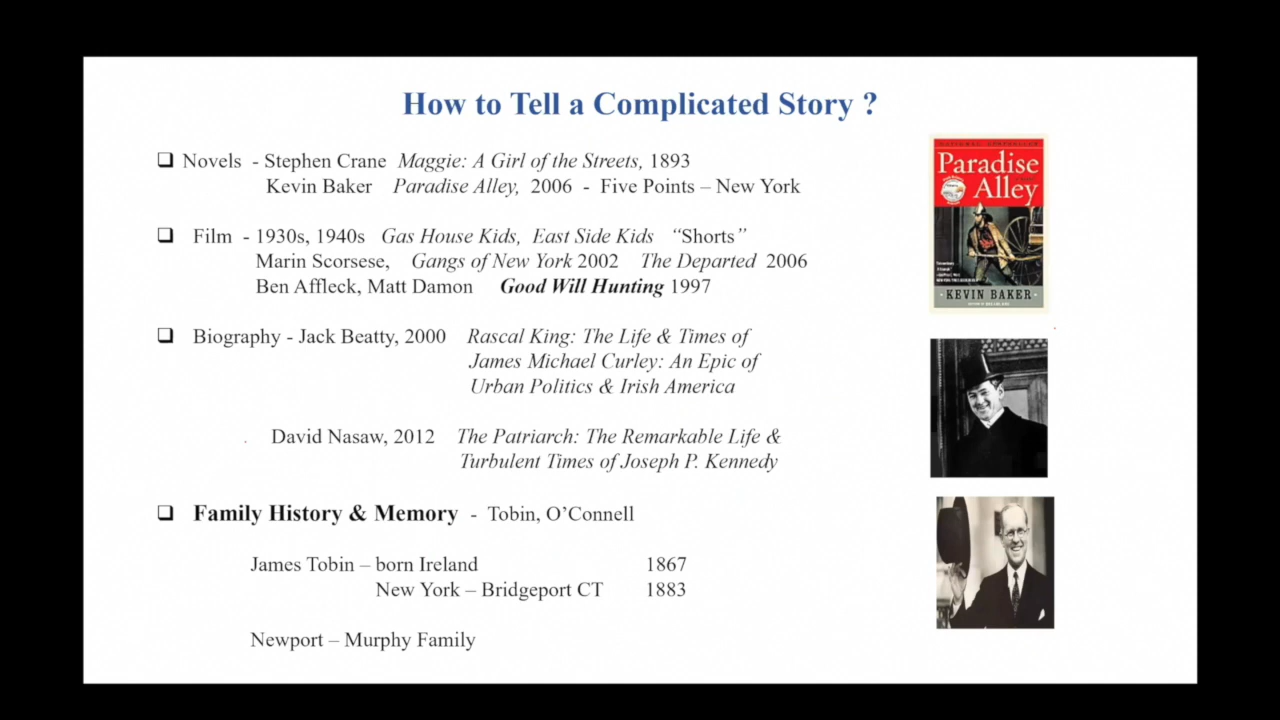 How to Tell a Complicated Story ?
❑ Novels - Stephen Crane Maggie: A Girl of the Streets, 1893
Kevin Baker Paradise Alley, 2006 - Five Points – New York
❑ Film - 1930s, 1940s Gas House Kids, East Side Kids “Shorts”
Marin Scorsese, Gangs of New York 2002 The Departed 2006
Ben Affleck, Matt Damon Good Will Hunting 1997
❑ Biography - Jack Beatty, 2000 Rascal King: The Life & Times of
James Michael Curley: An Epic of
Urban Politics & Irish America
David Nasaw, 2012 The Patriarch: The Remarkable Life &
Turbulent Times of Joseph P. Kennedy
❑ Family History & Memory - Tobin, O’Connell
James Tobin – born Ireland 1867
New York – Bridgeport CT 1883
Newport – Murphy Family
Paradise
Alley
KEVIN BAKER